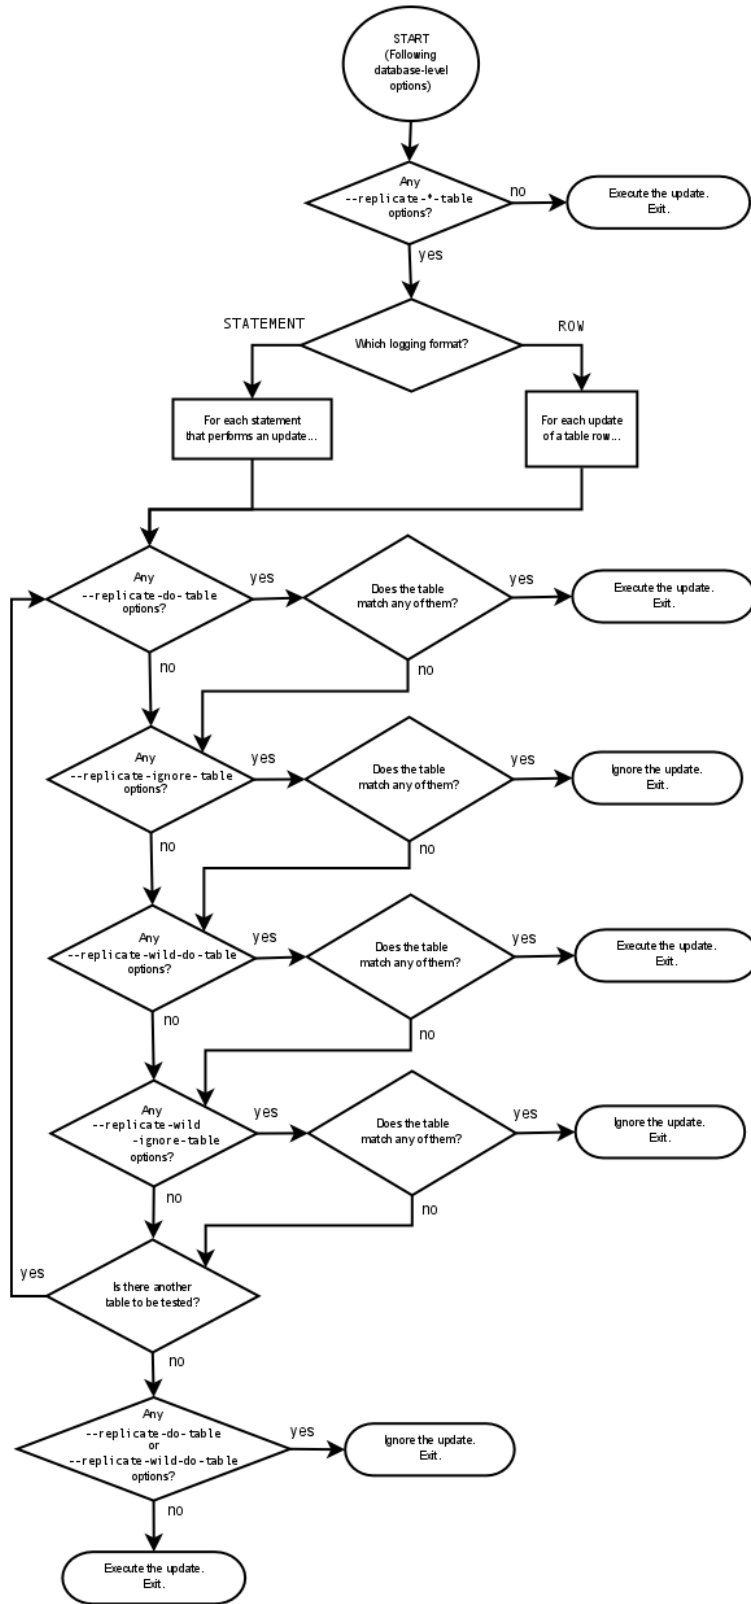 START
(Following
database-level
options)
Any
--replicate-*-table
options?
no
Execute the update.
Exit.
yes
STATEMENT
Which logging format?
ROW
For each statement
that performs an update...
For each update
of a table row...
Any
--replicate-do-table
options?
yes
Does the table
match any of them?
yes
Execute the update.
Exit.
no
no
Any
--replicate-ignore-table
options?
yes
Does the table
match any of them?
yes
Ignore the update.
Exit.
no
no
Any
--replicate-wild-do-table
options?
yes
Does the table
match any of them?
yes
Execute the update.
Exit.
no
no
Any
--replicate-wild
-ignore-table
options?
yes
Does the table
match any of them?
yes
Ignore the update.
Exit.
no
no
yes
Is there another
table to be tested?
no
Any
--replicate-do-table
or
--replicate-wild-do-table
options?
yes
Ignore the update.
Exit.
no
Execute the update.
Exit.